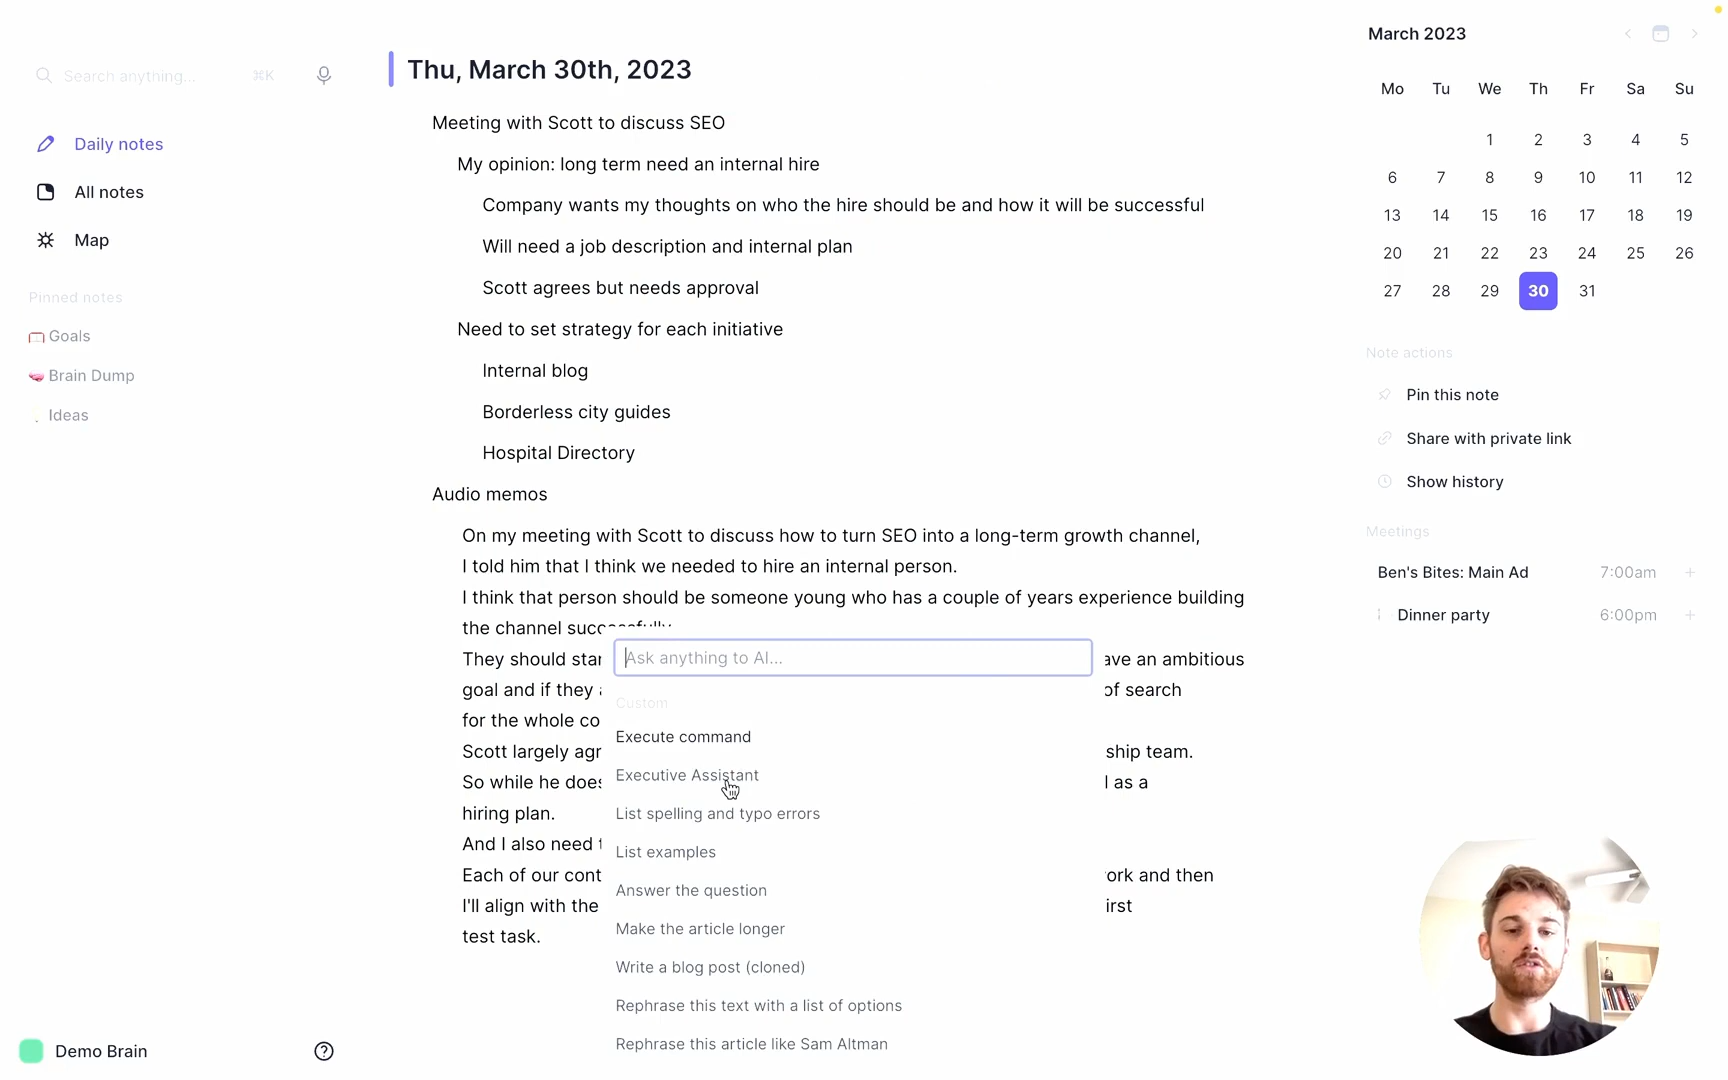 Search anything...
⌘K
Daily notes
All notes
Map
Pinned notes
Goals
Brain Dump
Ideas
Demo Brain
Thu, March 30th, 2023
Meeting with Scott to discuss SEO
My opinion: long term need an internal hire
Company wants my thoughts on who the hire should be and how it will be successful
Will need a job description and internal plan
Scott agrees but needs approval
Need to set strategy for each initiative
Internal blog
Borderless city guides
Hospital Directory
Audio memos
On my meeting with Scott to discuss how to turn SEO into a long-term growth channel,
I told him that I think we needed to hire an internal person.
I think that person should be someone young who has a couple of years experience building
the channel successfully
They should star ave an ambitious
goal and if they of search
for the whole co
Scott largely agr ship team.
So while he does as a
hiring plan.
And I also need
Each of our cont ork and then
I'll align with the irst
test task.
Ask anything to AI...
Custom
Execute command
Executive Assistant
List spelling and typo errors
List examples
Answer the question
Make the article longer
Write a blog post (cloned)
Rephrase this text with a list of options
Rephrase this article like Sam Altman
March 2023
Mo Tu We Th Fr Sa Su
1 2 3 4 5
6 7 8 9 10 11 12
13 14 15 16 17 18 19
20 21 22 23 24 25 26
27 28 29 30 31
Note actions
Pin this note
Share with private link
Show history
Meetings
Ben's Bites: Main Ad 7:00am +
Dinner party 6:00pm +